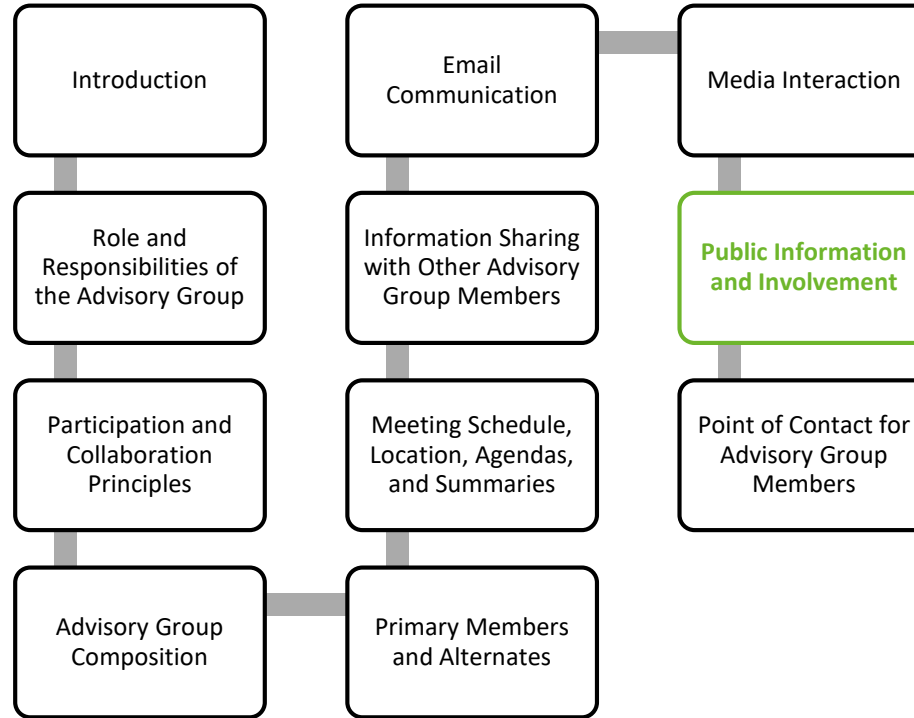 Introduction
Role and
Responsibilities of
the Advisory Group
Participation and
Collaboration
Principles
Advisory Group
Composition
Primary Members
and Alternates
Meeting Schedule,
Location, Agendas,
and Summaries
Information Sharing
with Other Advisory
Group Members
Email
Communication
Media Interaction
Public Information
and Involvement
Point of Contact for
Advisory Group
Members